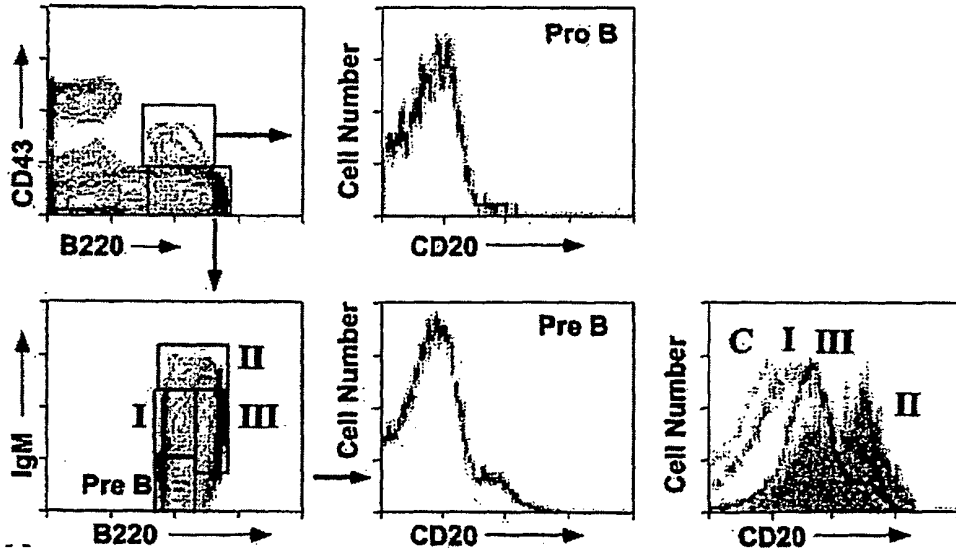 CD43
B220
Pro B
Cell Number
CD20
IgM
I
II
III
Pre B
B220
Pre B
Cell Number
CD20
C I III
II
Cell Number
CD20